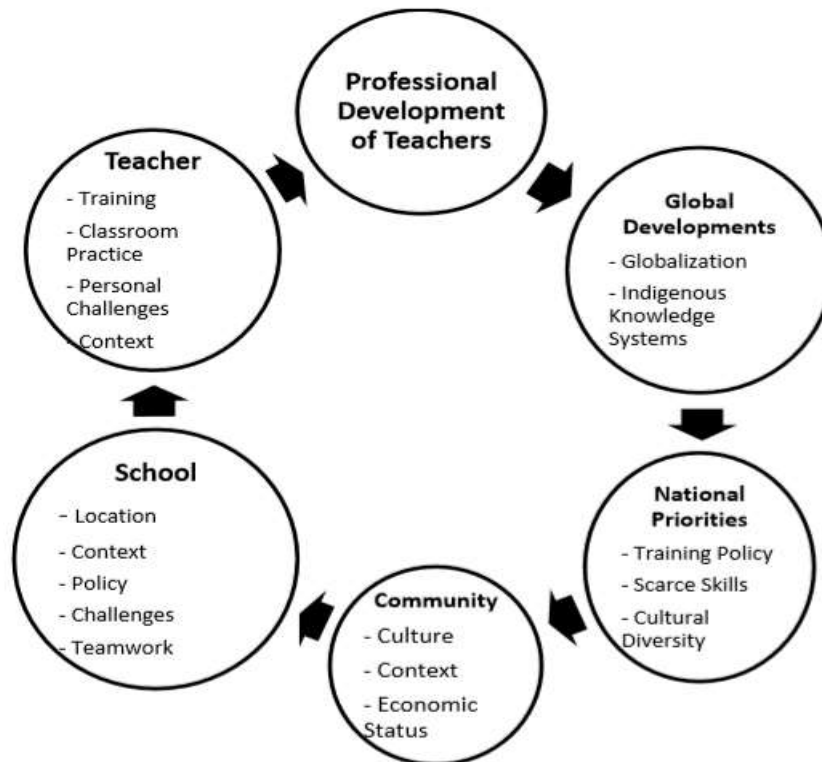 Professional
Development
of Teachers
Global
Developments
- Globalization
- Indigenous
Knowledge
Systems
National
Priorities
- Training Policy
- Scarce Skills
- Cultural
Diversity
Community
- Culture
- Context
- Economic
Status
School
- Location
- Context
- Policy
- Challenges
- Teamwork
Teacher
- Training
- Classroom
Practice
- Personal
Challenges
- Context